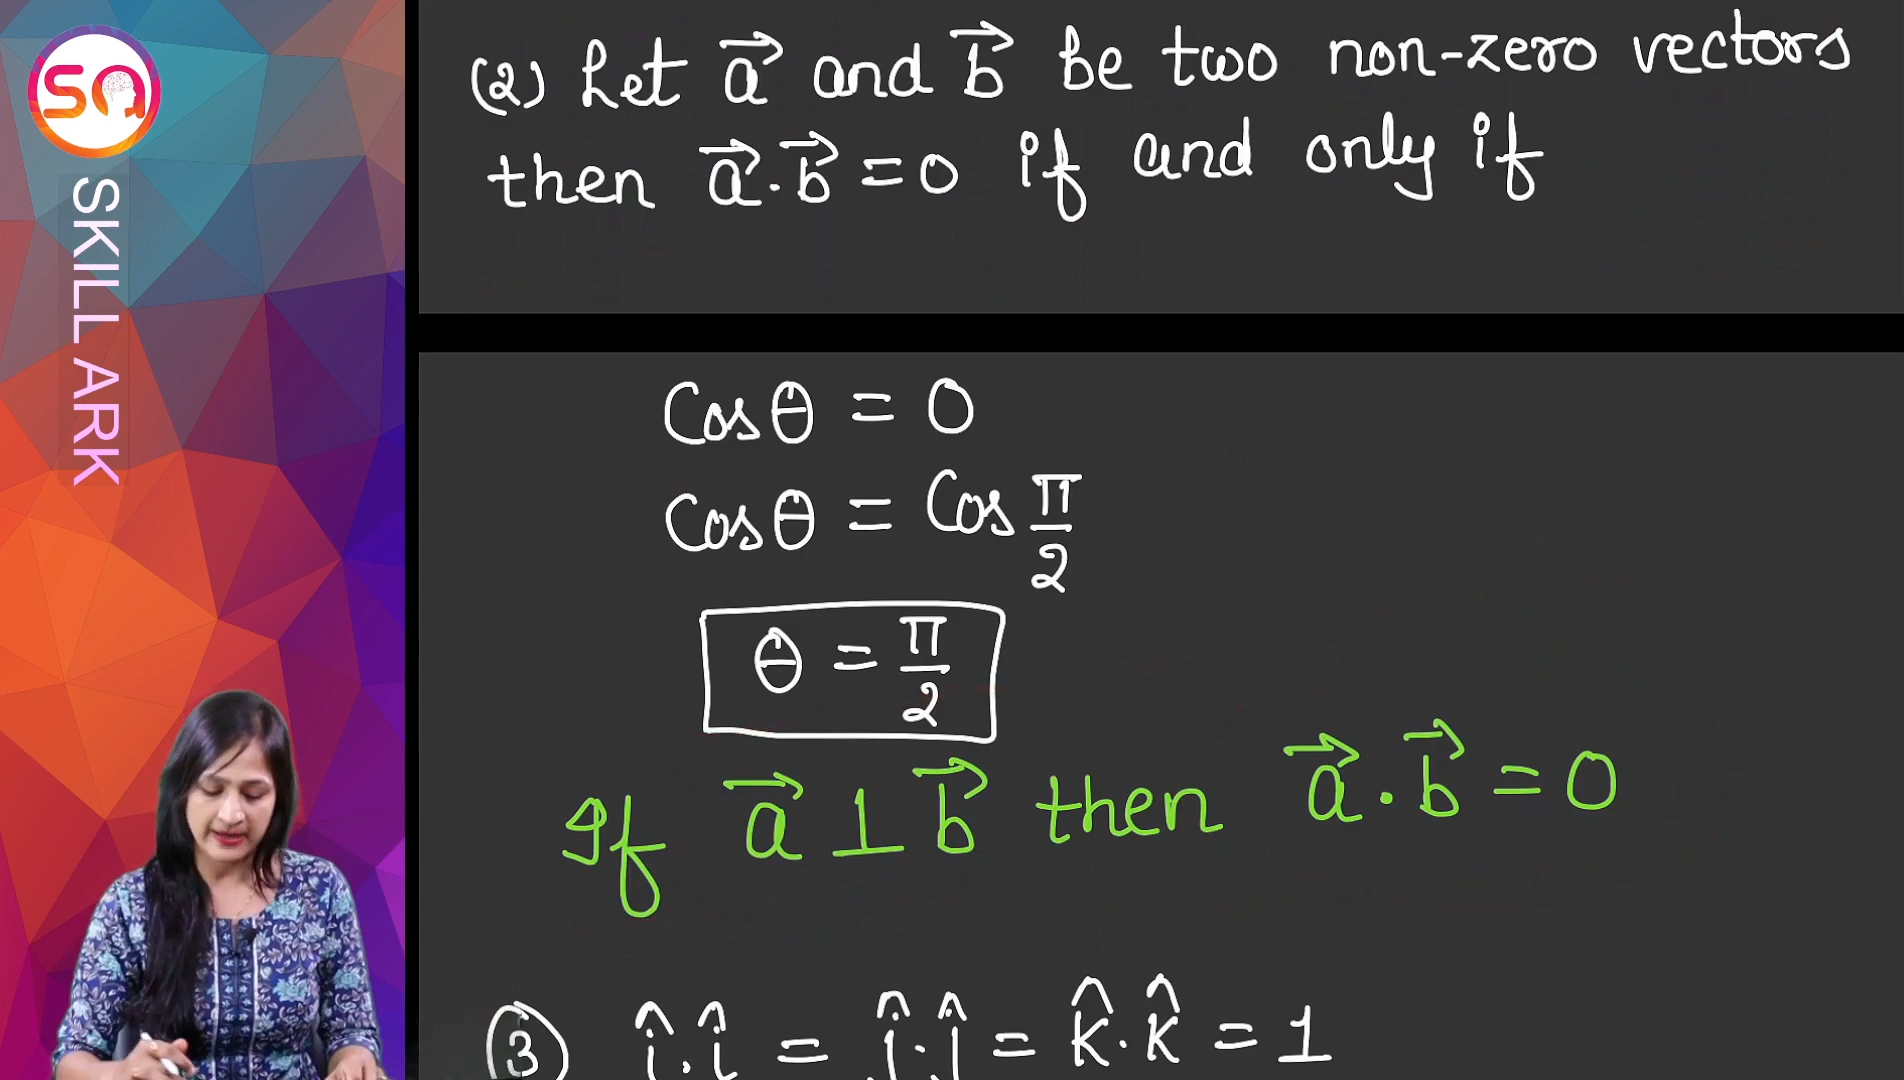 SA
SKILL ARK
(2) Let a⃗ and b⃗ be two non-zero vectors
then a⃗ . b⃗ = 0 if and only if
Cosθ = 0
Cosθ = Cos π/2
θ = π/2
If a⃗ ⊥ b⃗ then a⃗ . b⃗ = 0
③ î . î = ĵ . ĵ = k̂ . k̂ = 1